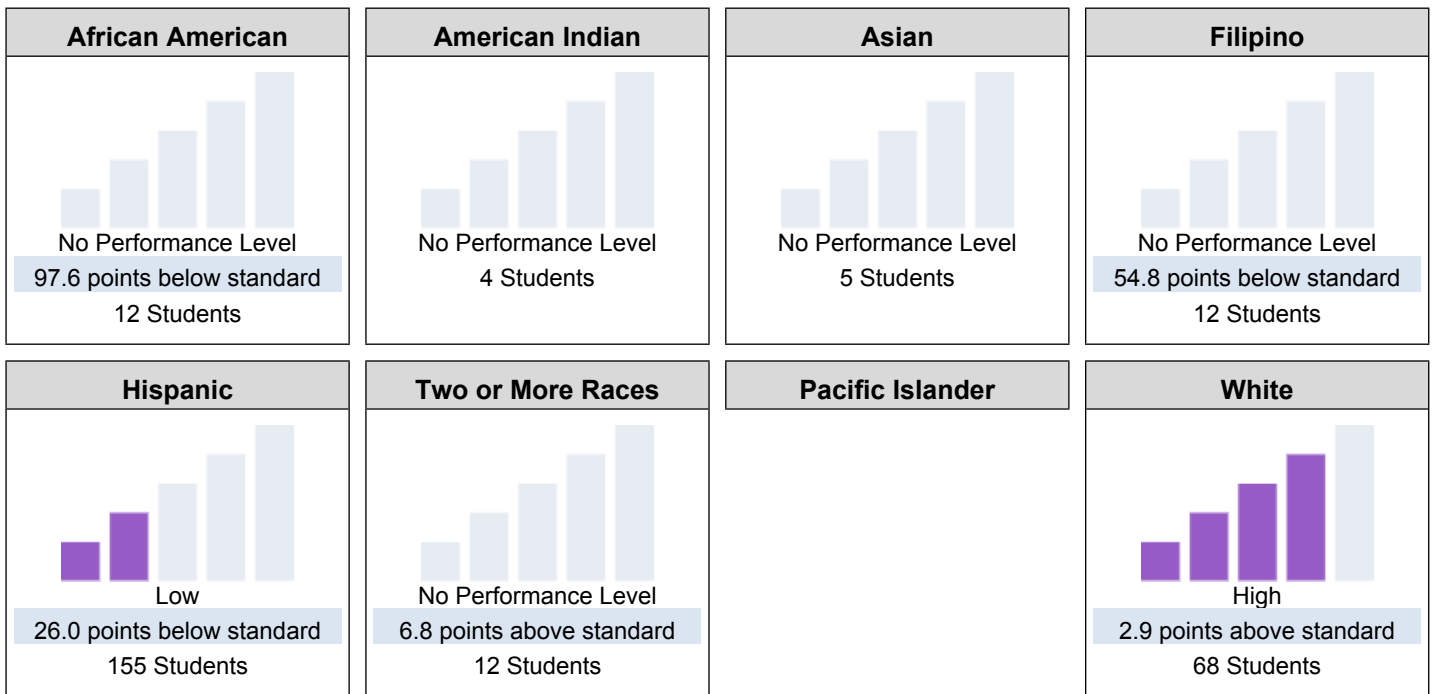 African American
No Performance Level
97.6 points below standard
12 Students
American Indian
No Performance Level
4 Students
Asian
No Performance Level
5 Students
Filipino
No Performance Level
54.8 points below standard
12 Students
Hispanic
Low
26.0 points below standard
155 Students
Two or More Races
No Performance Level
6.8 points above standard
12 Students
Pacific Islander
White
High
2.9 points above standard
68 Students